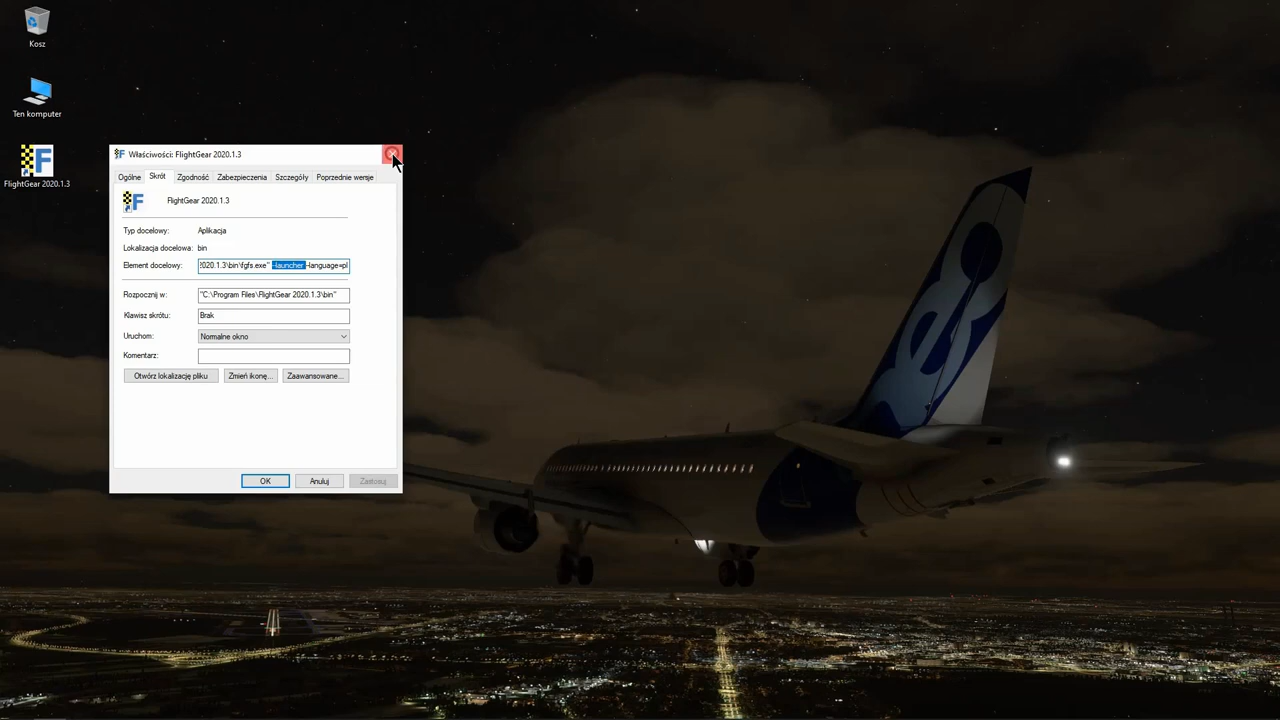 Kosz
Ten komputer
FlightGear 2020.1.3
Właściwości: FlightGear 2020.1.3
Ogólne Skrót Zgodność Zabezpieczenia Szczegóły Poprzednie wersje
FlightGear 2020.1.3
Typ docelowy: Aplikacja
Lokalizacja docelowa: bin
Element docelowy: 2020.1.3\bin\fgfs.exe" --launcher --language=pl
Rozpocznij w: "C:\Program Files\FlightGear 2020.1.3\bin"
Klawisz skrótu: Brak
Uruchom: Normalne okno
Komentarz:
Otwórz lokalizację pliku Zmień ikonę... Zaawansowane...
OK Anuluj Zastosuj